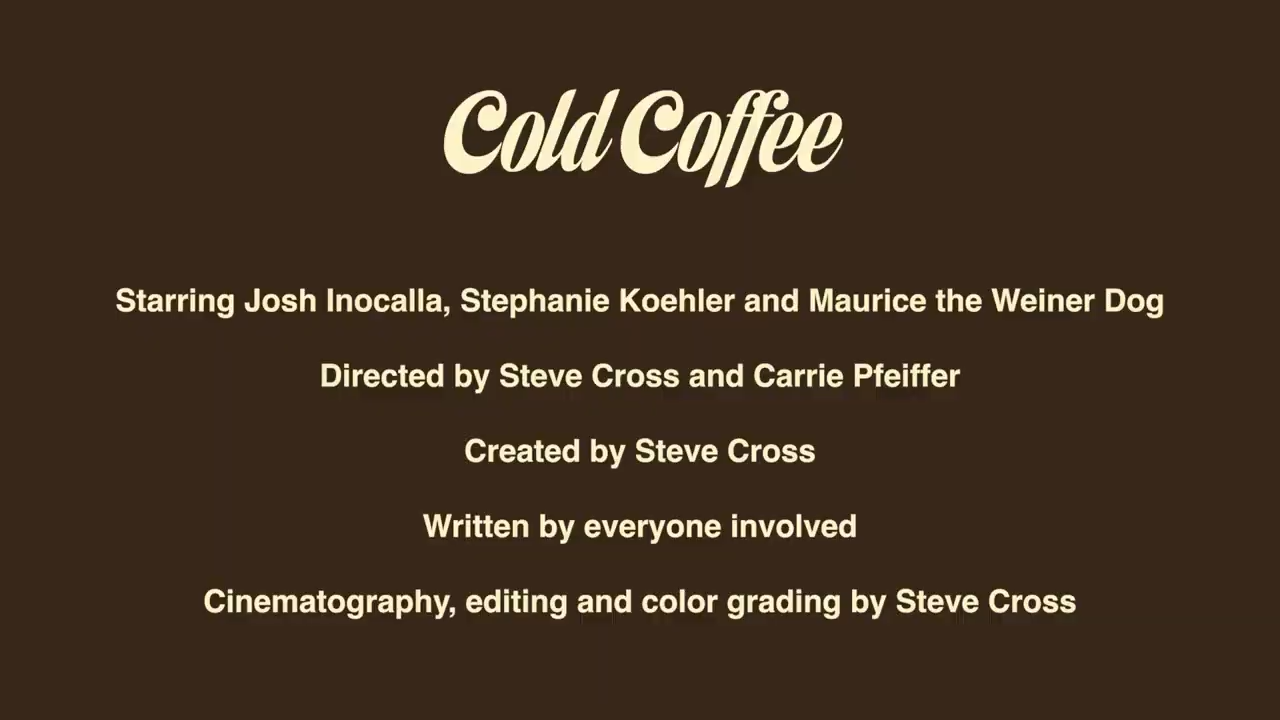 Cold Coffee
Starring Josh Inocalla, Stephanie Koehler and Maurice the Weiner Dog
Directed by Steve Cross and Carrie Pfeiffer
Created by Steve Cross
Written by everyone involved
Cinematography, editing and color grading by Steve Cross